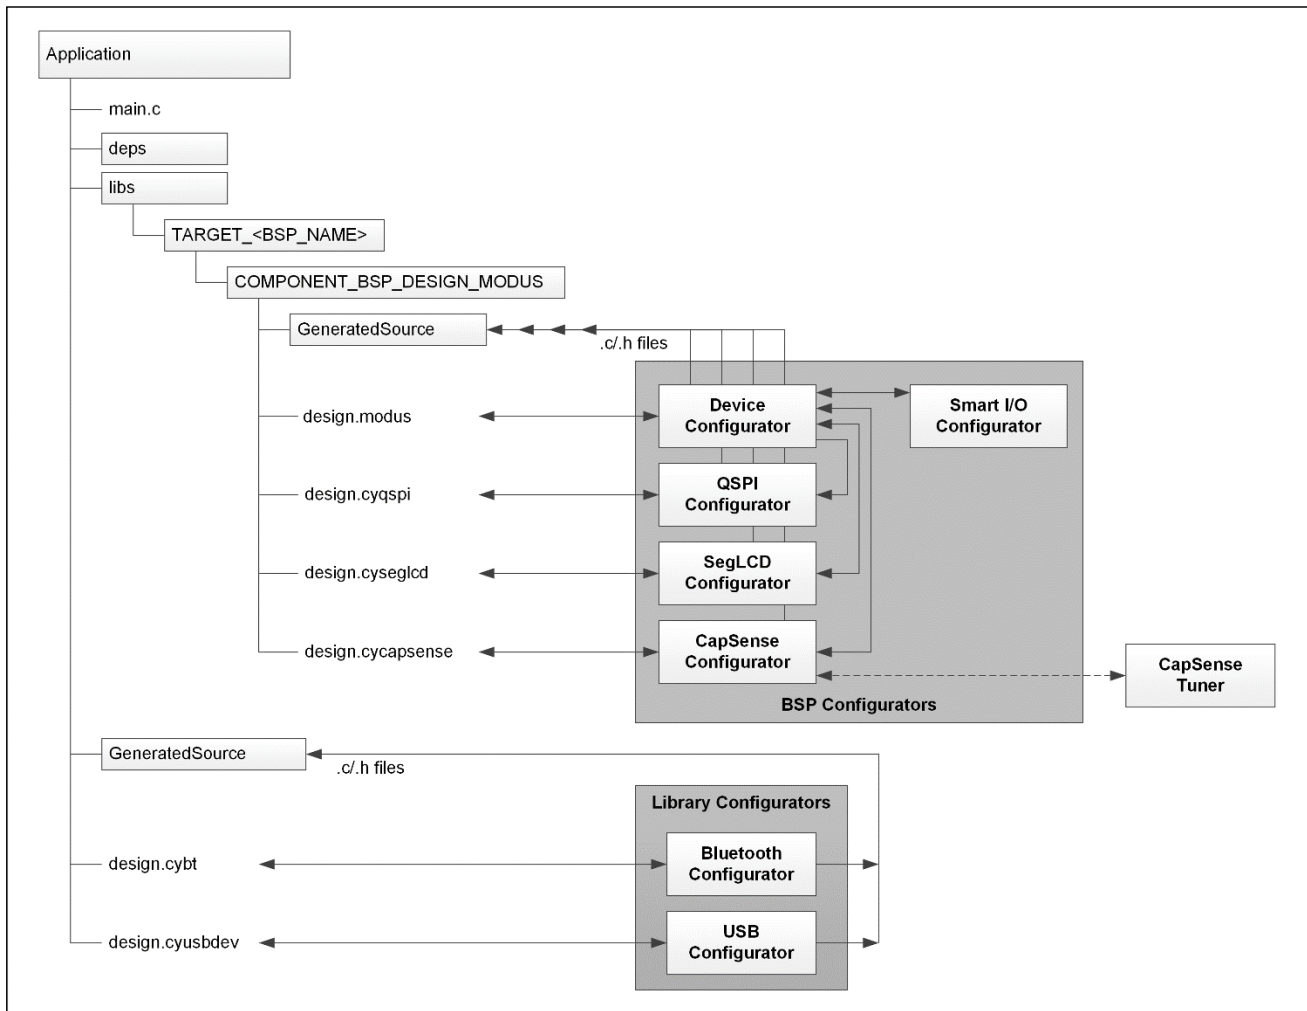 Application
main.c
deps
libs
TARGET_<BSP_NAME>
COMPONENT_BSP_DESIGN_MODUS
GeneratedSource
.c/.h files
design.modus
Device
Configurator
Smart I/O
Configurator
design.cyqspi
QSPI
Configurator
design.cyseglcd
SegLCD
Configurator
design.cycapsense
CapSense
Configurator
CapSense
Tuner
BSP Configurators
GeneratedSource
.c/.h files
Library Configurators
design.cybt
Bluetooth
Configurator
design.cyusbdev
USB
Configurator